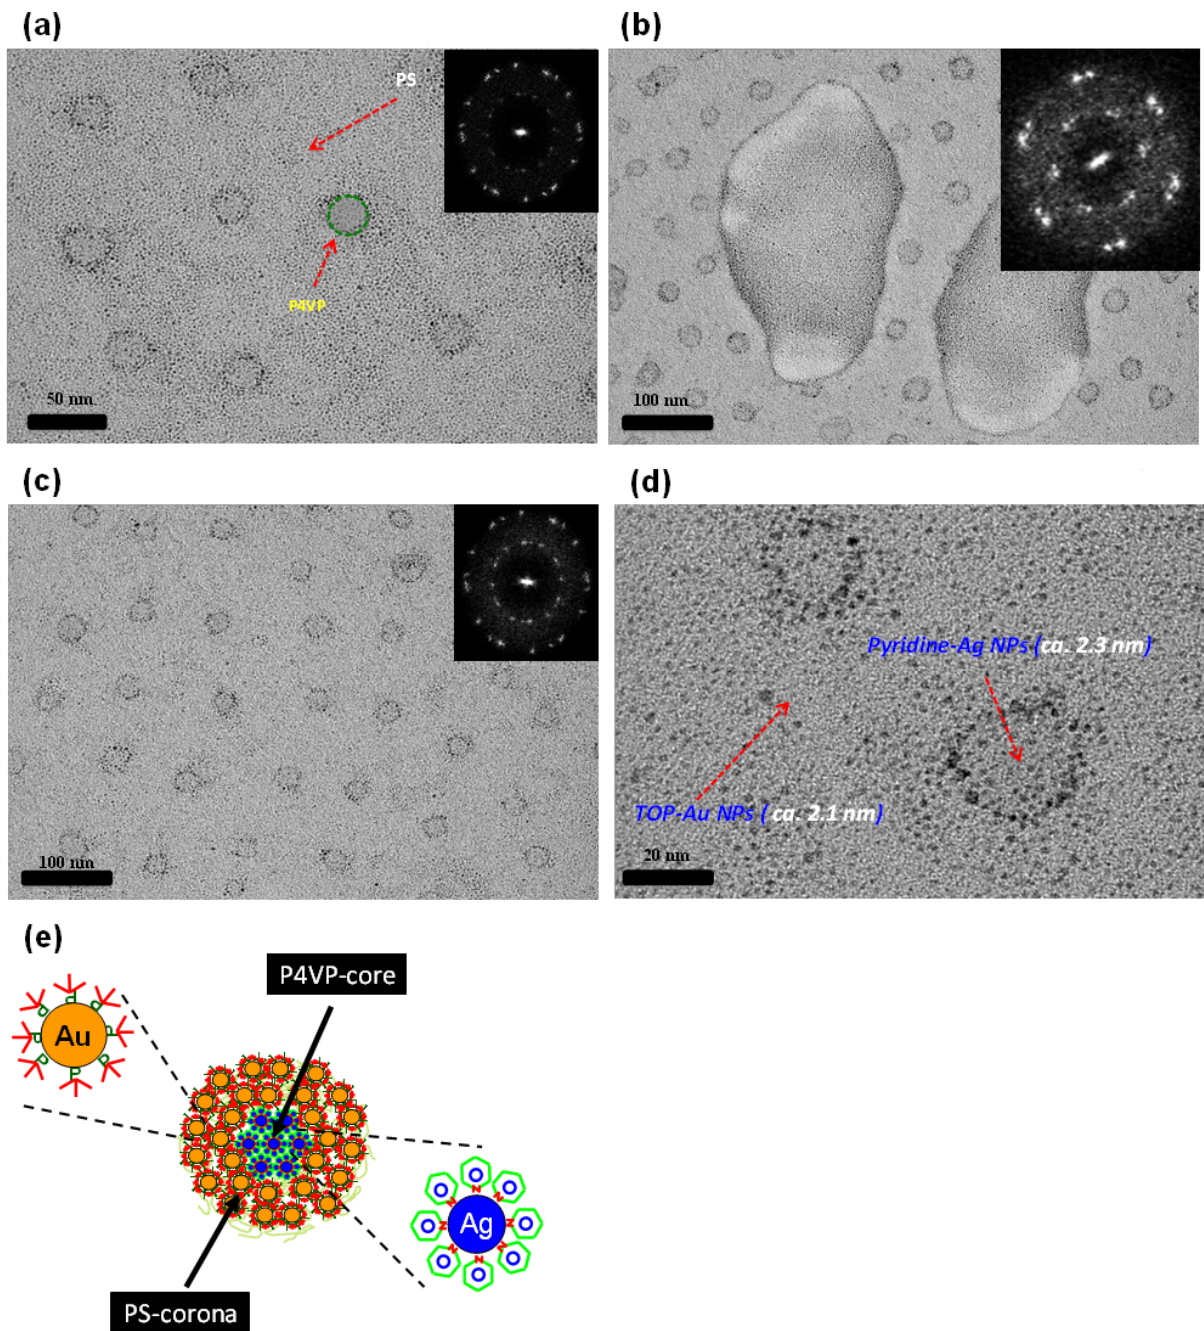 (a)
PS
P4VP
50 nm
(b)
100 nm
(c)
100 nm
(d)
Pyridine-Ag NPs (ca. 2.3 nm)
TOP-Au NPs ( ca. 2.1 nm)
20 nm
(e)
P4VP-core
P
P
P
P
P
P
P
P
Au
N
N
N
N
N
N
N
N
Ag
PS-corona